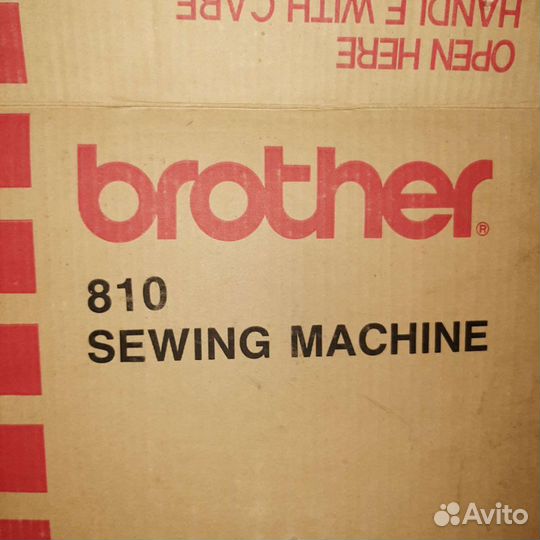 HANDLE WITH CARE
OPEN HERE
brother®
810
SEWING MACHINE
Avito